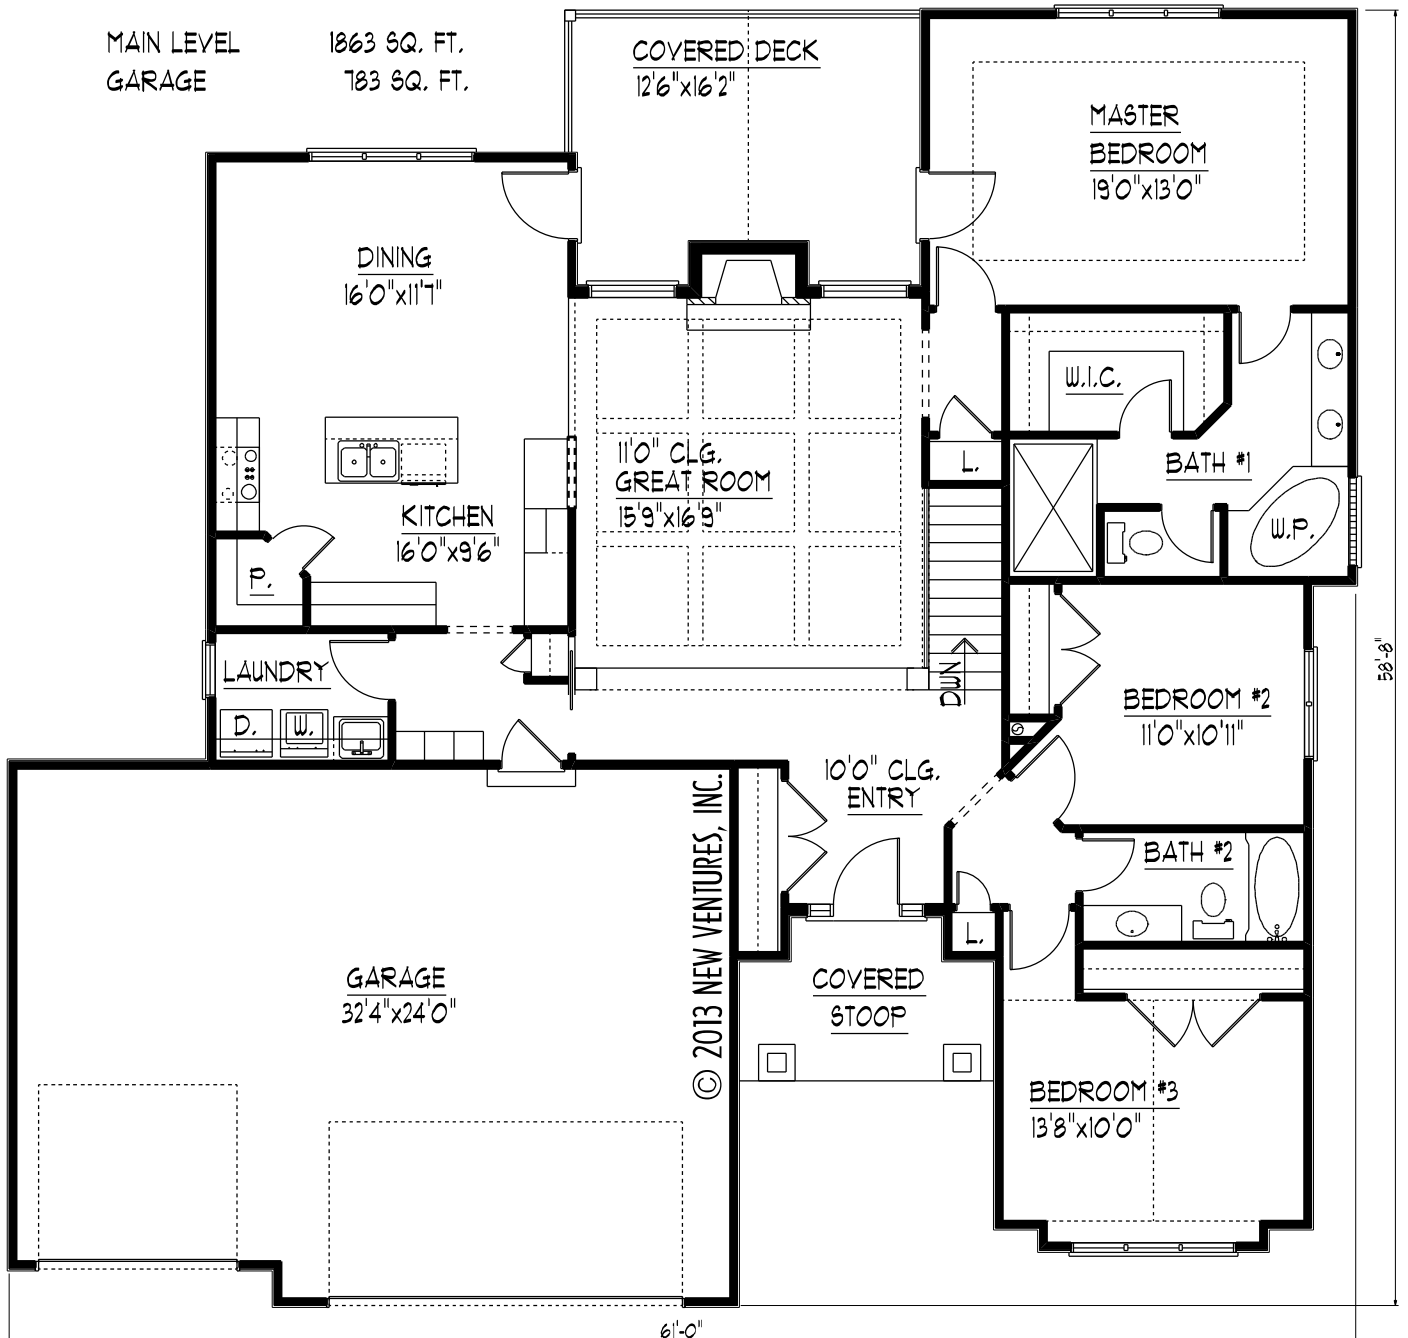 MAIN LEVEL 1863 SQ. FT.
GARAGE 783 SQ. FT.
COVERED DECK
12'6"x16'2"
MASTER
BEDROOM
19'0"x13'0"
DINING
16'0"x11'7"
W.I.C.
11'0" CLG.
GREAT ROOM
15'9"x16'9"
L.
BATH #1
KITCHEN
16'0"x9'6"
W.P.
P.
LAUNDRY
D.
W.
DWN
BEDROOM #2
11'0"x10'11"
58'-8"
10'0" CLG.
ENTRY
BATH #2
L.
© 2013 NEW VENTURES, INC.
GARAGE
32'4"x24'0"
COVERED
STOOP
BEDROOM #3
13'8"x10'0"
61'-0"